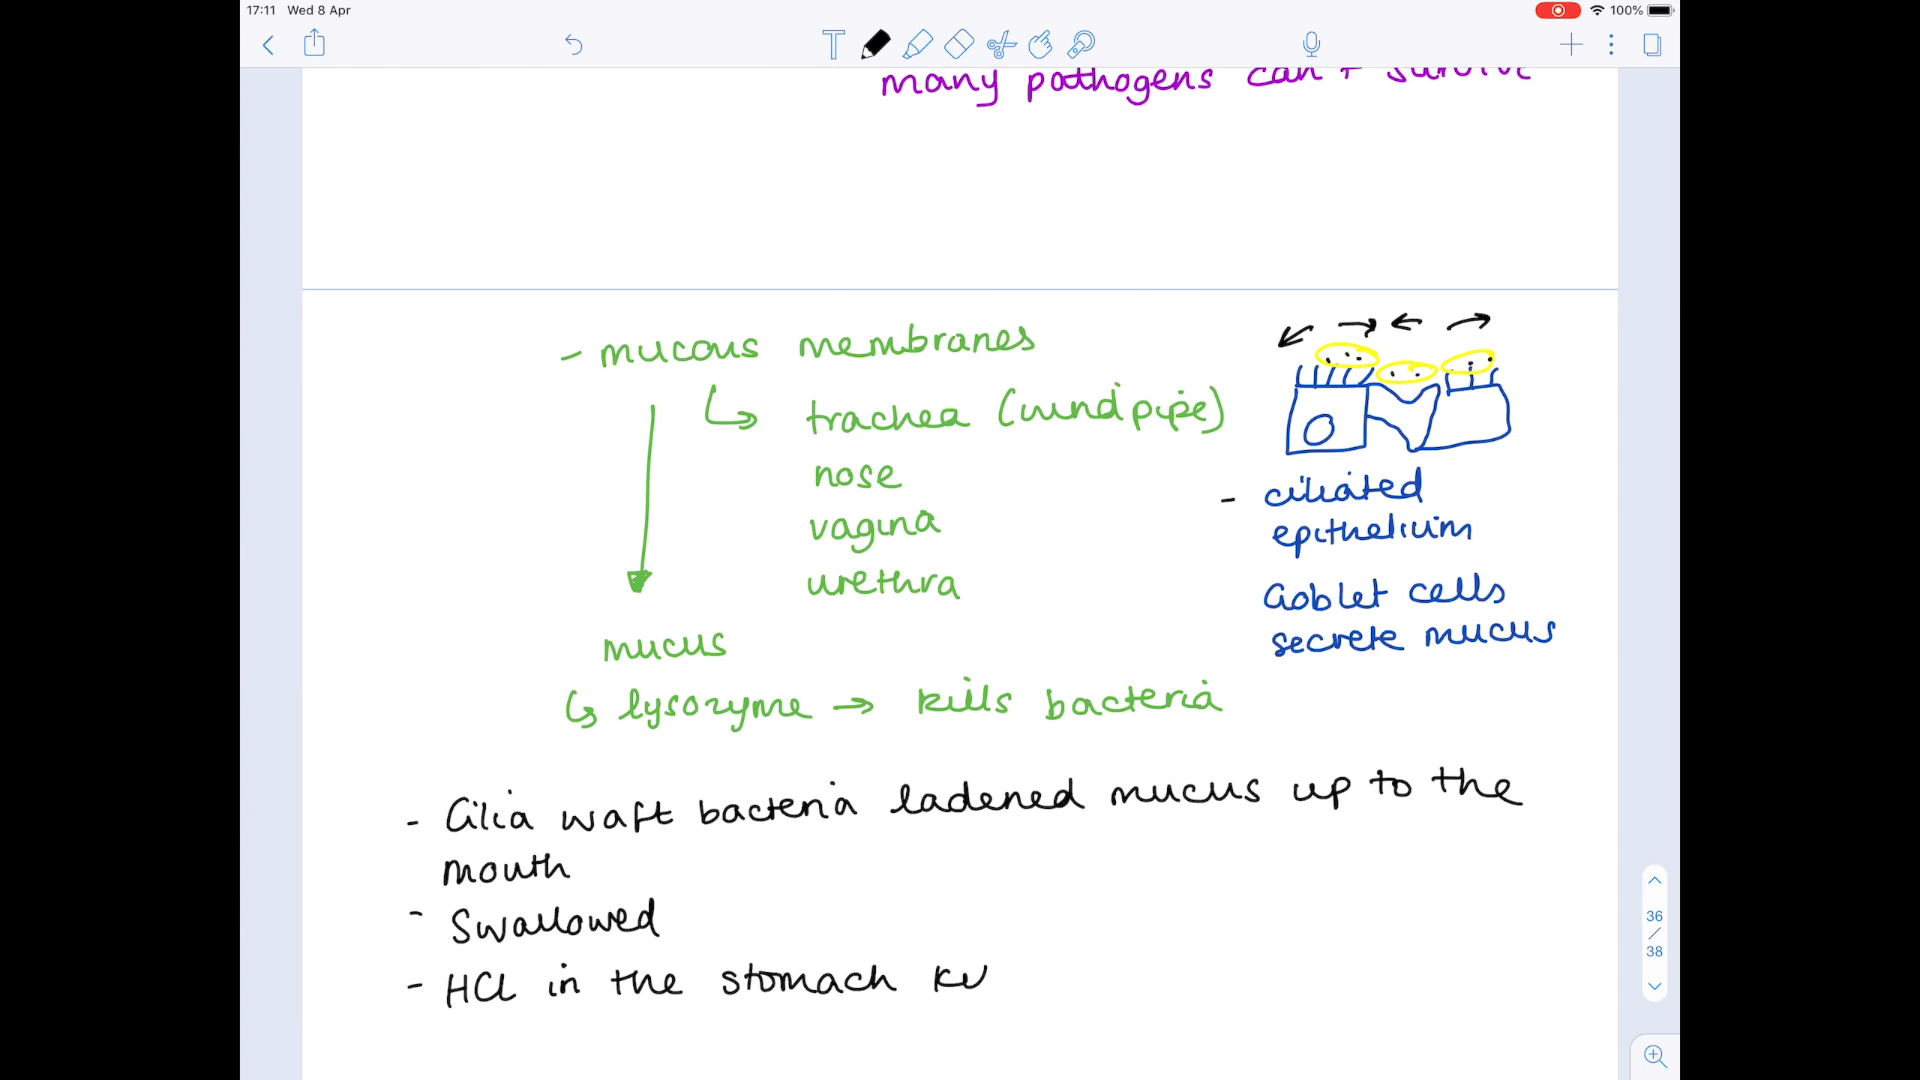 17:11 Wed 8 Apr
100%
T
many pathogens can't survive
- mucous membranes
↳ trachea (windpipe)
nose
vagina
urethra
mucus
↳ lysozyme → kills bacteria
- ciliated
epithelium
Goblet cells
secrete mucus
- Cilia waft bacteria ladened mucus up to the
mouth
- Swallowed
- HCl in the stomach
36
/
38